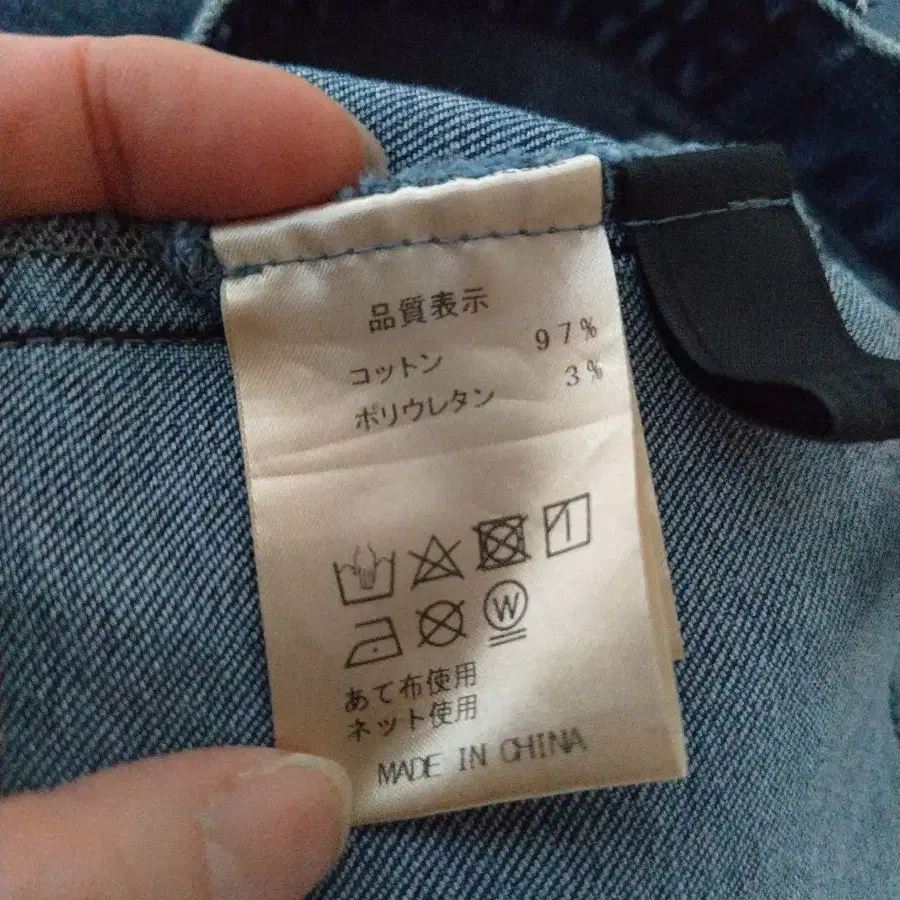 品質表示
コットン 97%
ポリウレタン 3%
W
あて布使用
ネット使用
MADE IN CHINA